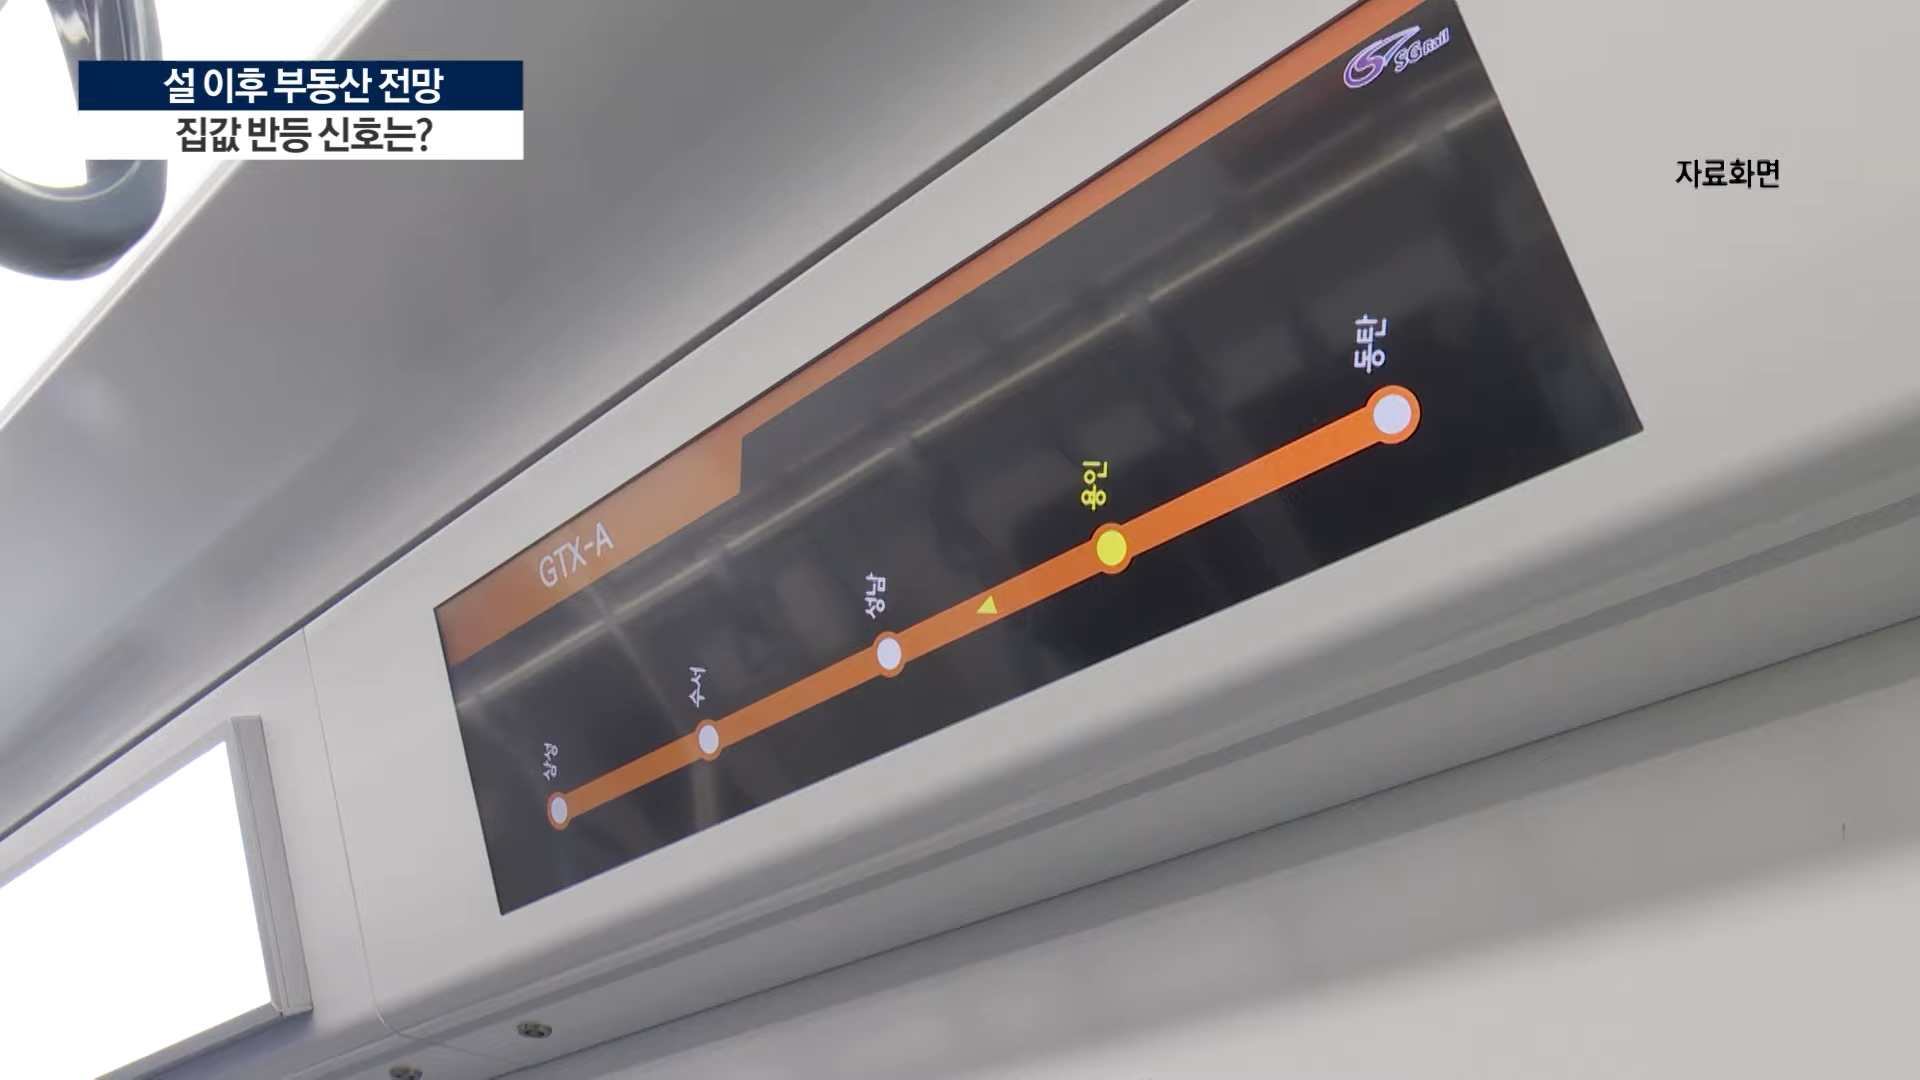 설 이후 부동산 전망
집값 반등 신호는?
자료화면
SG Rail
GTX-A
삼성
수서
성남
용인
동탄